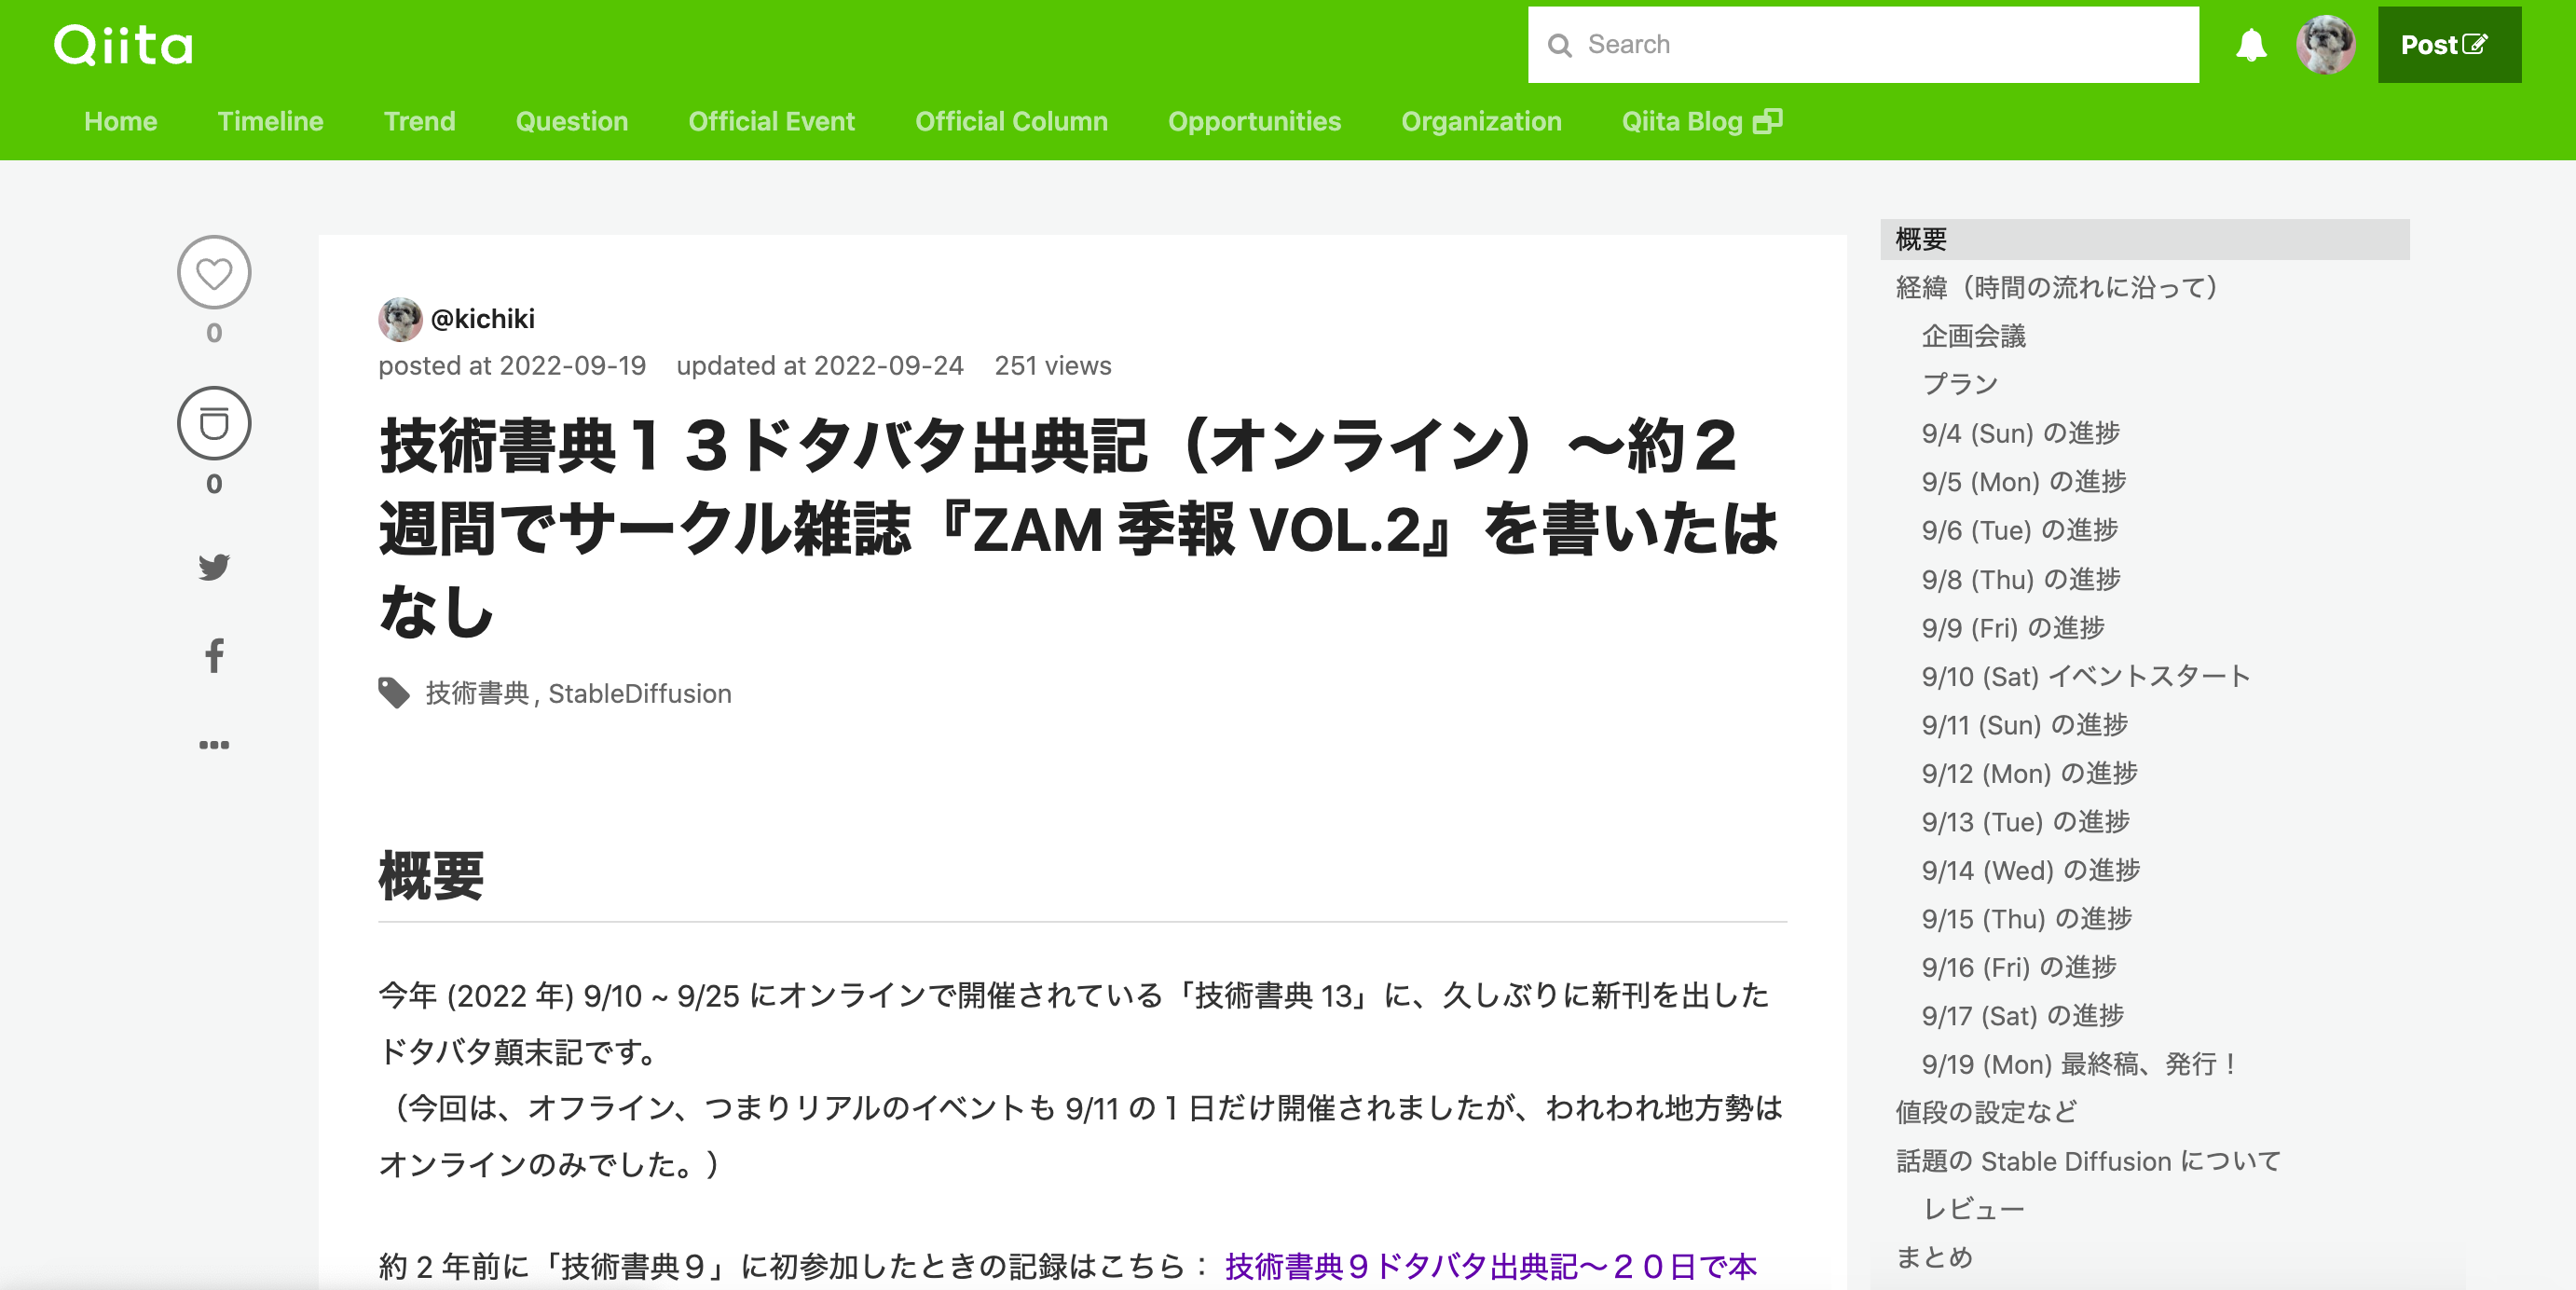 Qiita
Search
Post
Home Timeline Trend Question Official Event Official Column Opportunities Organization Qiita Blog
0
0
@kichiki
posted at 2022-09-19 updated at 2022-09-24 251 views
技術書典１３ドタバタ出典記（オンライン）〜約２
週間でサークル雑誌『ZAM 季報 VOL.2』を書いたは
なし
技術書典, StableDiffusion
概要
今年 (2022 年) 9/10 ~ 9/25 にオンラインで開催されている「技術書典 13」に、久しぶりに新刊を出した
ドタバタ顛末記です。
（今回は、オフライン、つまりリアルのイベントも 9/11 の１日だけ開催されましたが、われわれ地方勢は
オンラインのみでした。）
約 2 年前に「技術書典９」に初参加したときの記録はこちら： 技術書典９ドタバタ出典記〜２０日で本
概要
経緯（時間の流れに沿って）
企画会議
プラン
9/4 (Sun) の進捗
9/5 (Mon) の進捗
9/6 (Tue) の進捗
9/8 (Thu) の進捗
9/9 (Fri) の進捗
9/10 (Sat) イベントスタート
9/11 (Sun) の進捗
9/12 (Mon) の進捗
9/13 (Tue) の進捗
9/14 (Wed) の進捗
9/15 (Thu) の進捗
9/16 (Fri) の進捗
9/17 (Sat) の進捗
9/19 (Mon) 最終稿、発行！
値段の設定など
話題の Stable Diffusion について
レビュー
まとめ